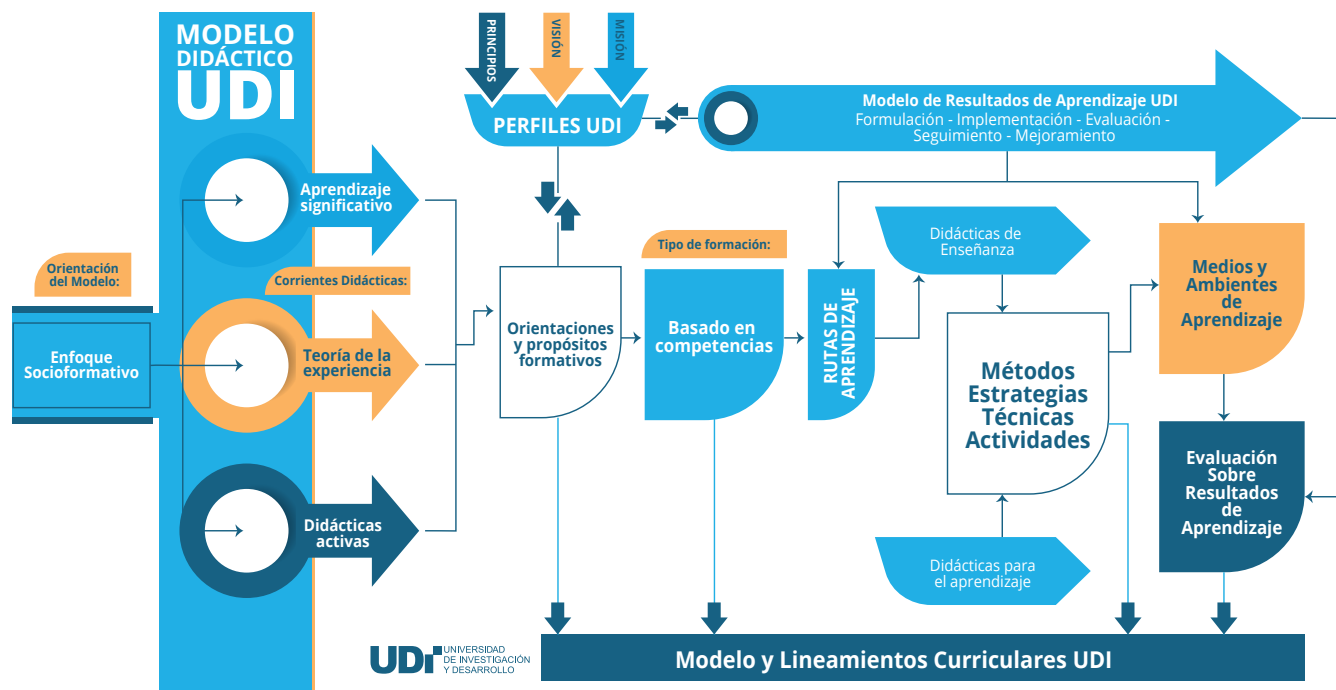 MODELO
DIDÁCTICO
UDI
PRINCIPIOS
VISIÓN
MISIÓN
PERFILES UDI
Modelo de Resultados de Aprendizaje UDI
Formulación - Implementación - Evaluación -
Seguimiento - Mejoramiento
Orientación
del Modelo:
Enfoque
Socioformativo
Aprendizaje
significativo
Corrientes Didácticas:
Teoría de la
experiencia
Didácticas
activas
Orientaciones
y propósitos
formativos
Tipo de formación:
Basado en
competencias
RUTAS DE
APRENDIZAJE
Didácticas de
Enseñanza
Métodos
Estrategias
Técnicas
Actividades
Didácticas para
el aprendizaje
Medios y
Ambientes
de
Aprendizaje
Evaluación
Sobre
Resultados
de
Aprendizaje
UDI
UNIVERSIDAD
DE INVESTIGACIÓN
Y DESARROLLO
Modelo y Lineamientos Curriculares UDI